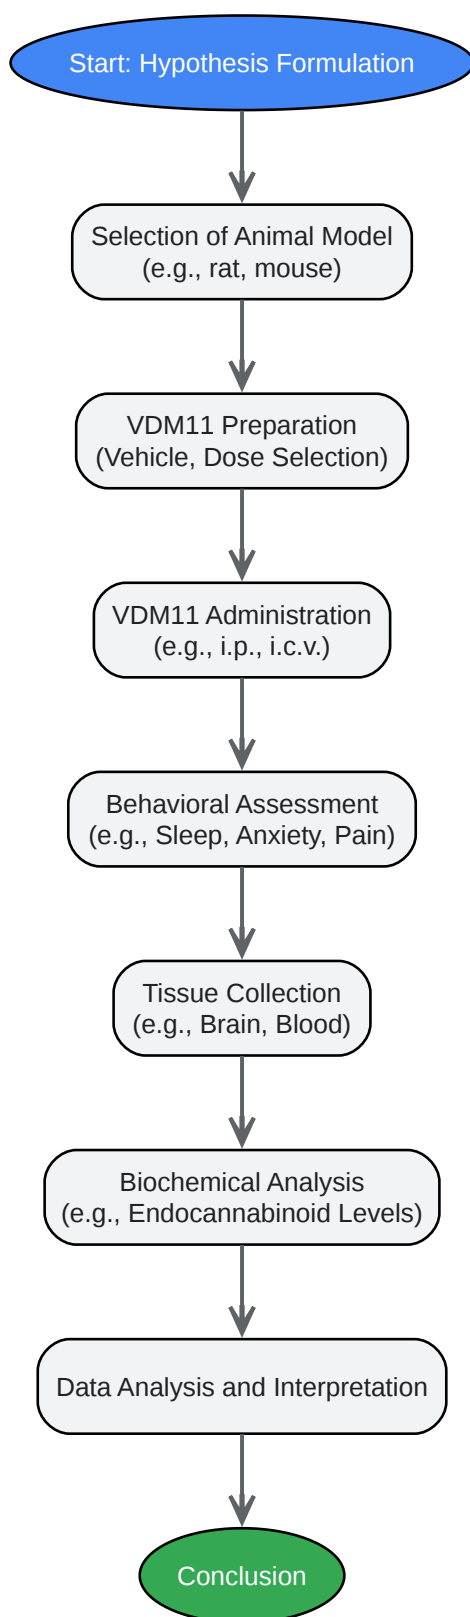 Start: Hypothesis Formulation
Selection of Animal Model
(e.g., rat, mouse)
VDM11 Preparation
(Vehicle, Dose Selection)
VDM11 Administration
(e.g., i.p., i.c.v.)
Behavioral Assessment
(e.g., Sleep, Anxiety, Pain)
Tissue Collection
(e.g., Brain, Blood)
Biochemical Analysis
(e.g., Endocannabinoid Levels)
Data Analysis and Interpretation
Conclusion